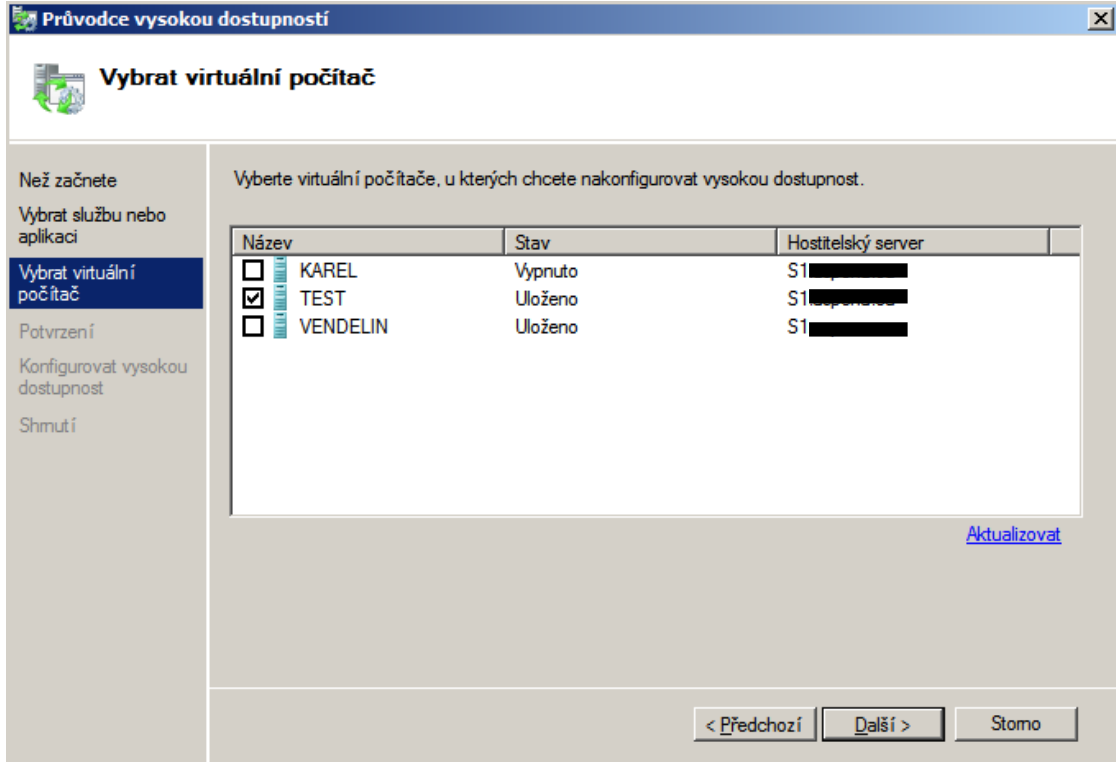 Průvodce vysokou dostupností
Vybrat virtuální počítač
Než začnete
Vybrat službu nebo
aplikaci
Vybrat virtuální
počítač
Potvrzení
Konfigurovat vysokou
dostupnost
Shrnutí
Vyberte virtuální počítače, u kterých chcete nakonfigurovat vysokou dostupnost.
Název Stav Hostitelský server
KAREL Vypnuto S1
TEST Uloženo S1
VENDELIN Uloženo S1
Aktualizovat
< Předchozí Další > Storno